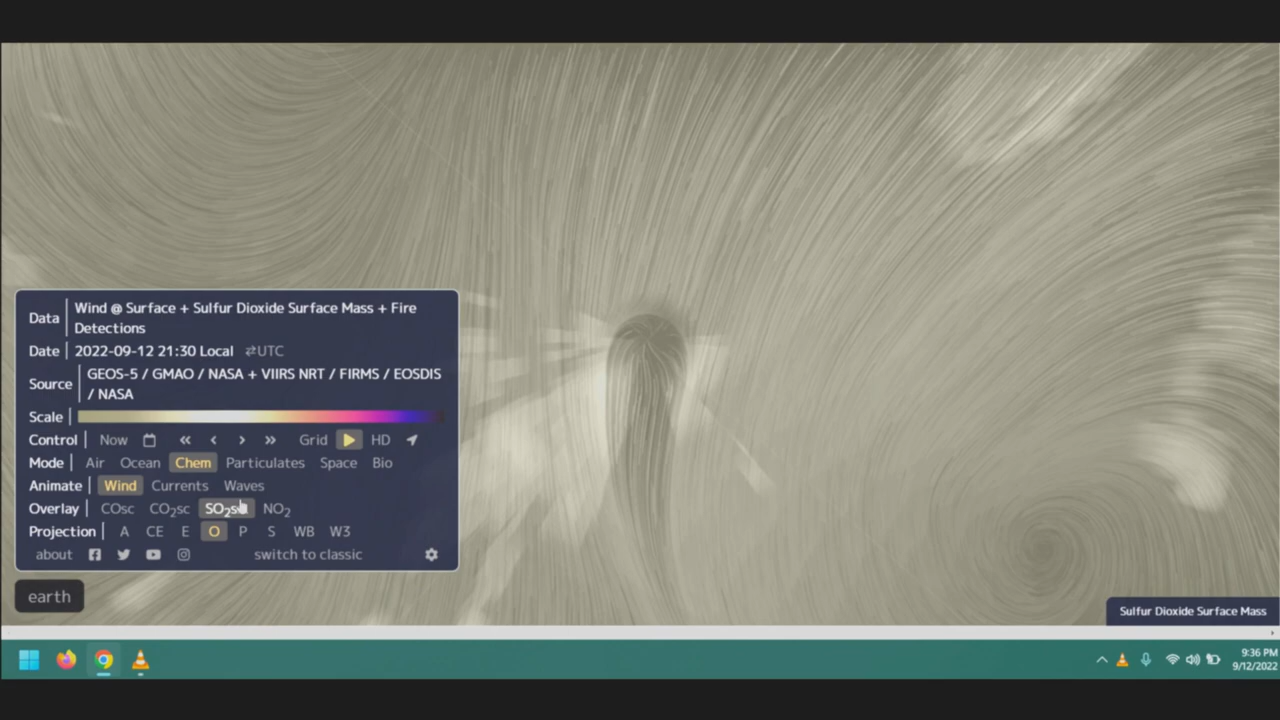 Data Wind @ Surface + Sulfur Dioxide Surface Mass + Fire
Detections
Date 2022-09-12 21:30 Local ⇄UTC
Source GEOS-5 / GMAO / NASA + VIIRS NRT / FIRMS / EOSDIS
/ NASA
Scale
Control Now Grid HD
Mode Air Ocean Chem Particulates Space Bio
Animate Wind Currents Waves
Overlay COsc CO₂sc SO₂sm NO₂
Projection A CE E O P S WB W3
about switch to classic
earth
Sulfur Dioxide Surface Mass
9:36 PM
9/12/2022